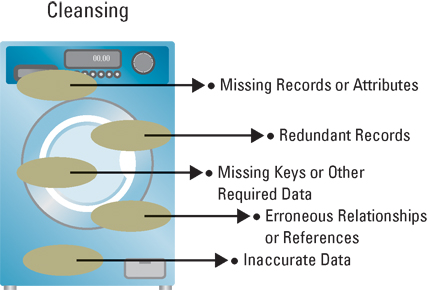 Cleansing
00.00
• Missing Records or Attributes
• Redundant Records
• Missing Keys or Other
Required Data
• Erroneous Relationships
or References
• Inaccurate Data